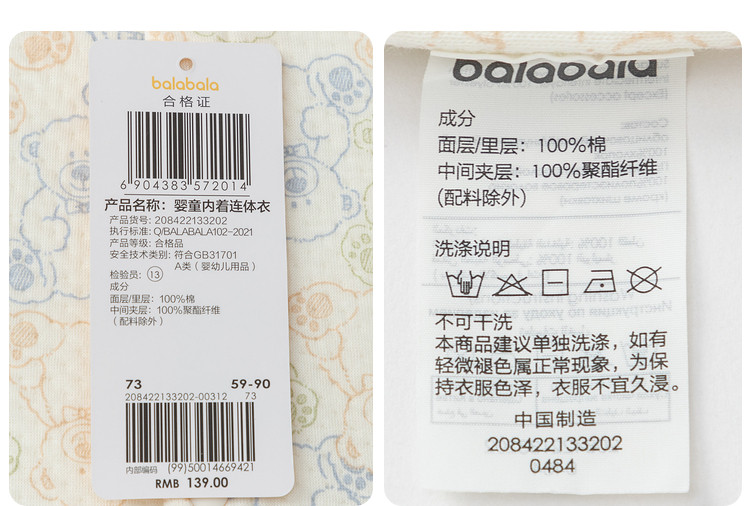 balabala
合格证
6 904383 572014
产品名称：婴童内着连体衣
产品货号: 208422133202
执行标准: Q/BALABALA102-2021
产品等级: 合格品
安全技术类别: 符合GB31701
A类（婴幼儿用品）
检验员: 13
成分
面层/里层: 100%棉
中间夹层: 100%聚酯纤维
（配料除外）
73 59-90
208422133202-00312 73
内部编码 (99)50014669421
RMB 139.00
balabala
成分
面层/里层：100%棉
中间夹层：100%聚酯纤维
(配料除外)
洗涤说明
不可干洗
本商品建议单独洗涤，如有
轻微褪色属正常现象，为保
持衣服色泽，衣服不宜久浸。
中国制造
208422133202
0484